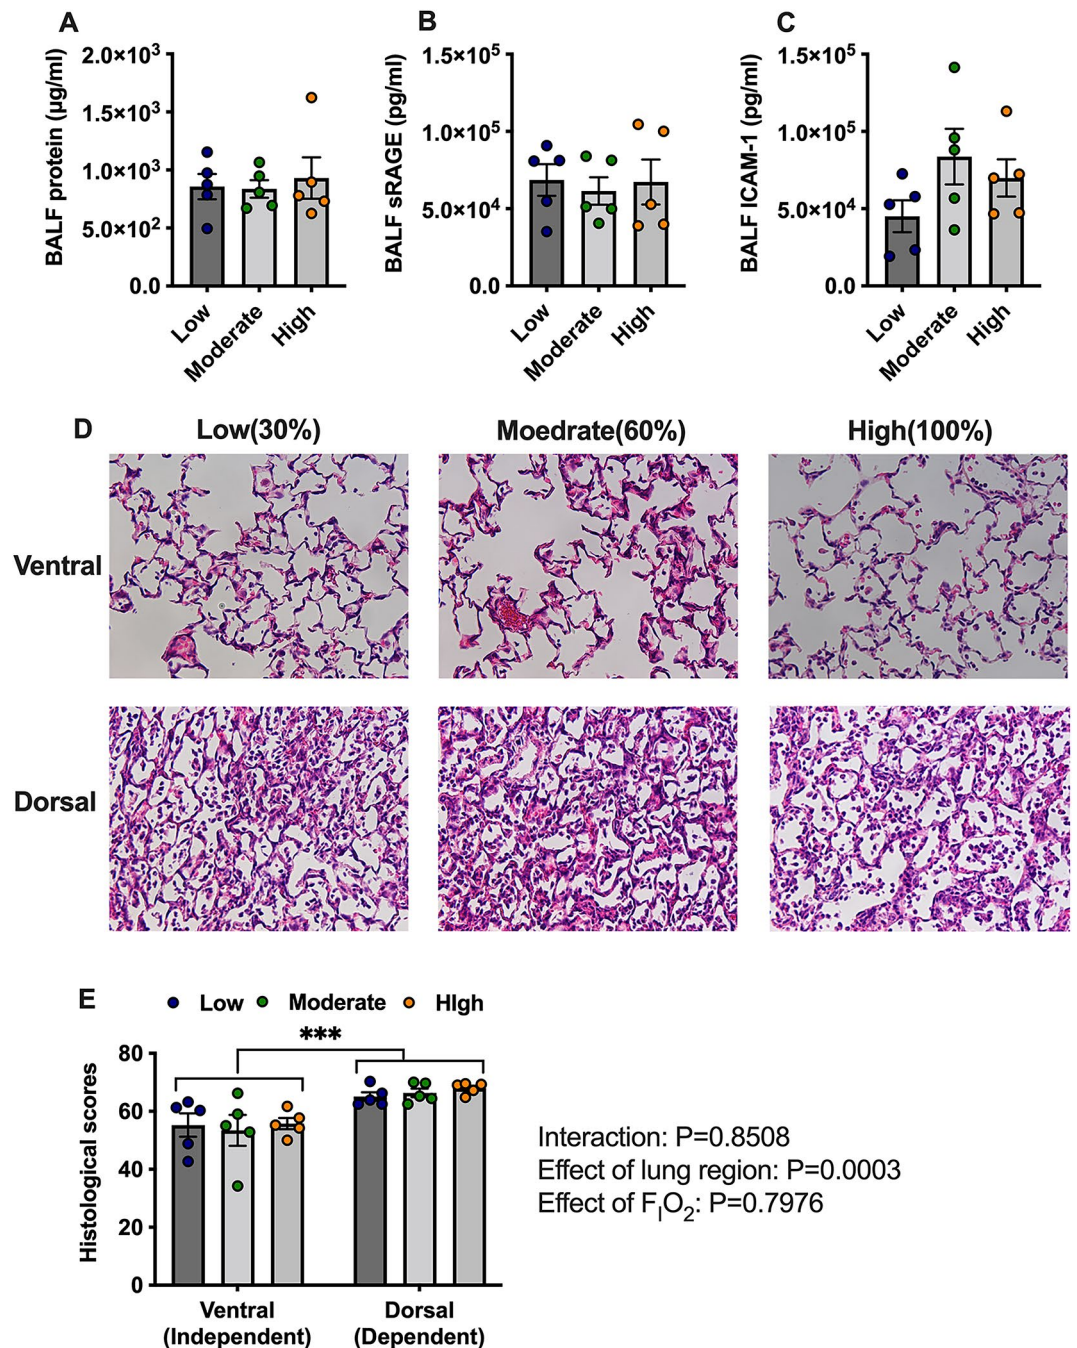 A
BALF protein (µg/ml)
2.0×10³
1.5×10³
1.0×10³
5.0×10²
0.0
Low
Moderate
High
B
BALF sRAGE (pg/ml)
1.5×10⁵
1.0×10⁵
5.0×10⁴
0.0
Low
Moderate
High
C
BALF ICAM-1 (pg/ml)
1.5×10⁵
1.0×10⁵
5.0×10⁴
0.0
Low
Moderate
High
D
Low(30%)
Moedrate(60%)
High(100%)
Ventral
Dorsal
E
Low
Moderate
HIgh
***
Histological scores
80
60
40
20
0
Ventral
(Independent)
Dorsal
(Dependent)
Interaction: P=0.8508
Effect of lung region: P=0.0003
Effect of FIO2: P=0.7976